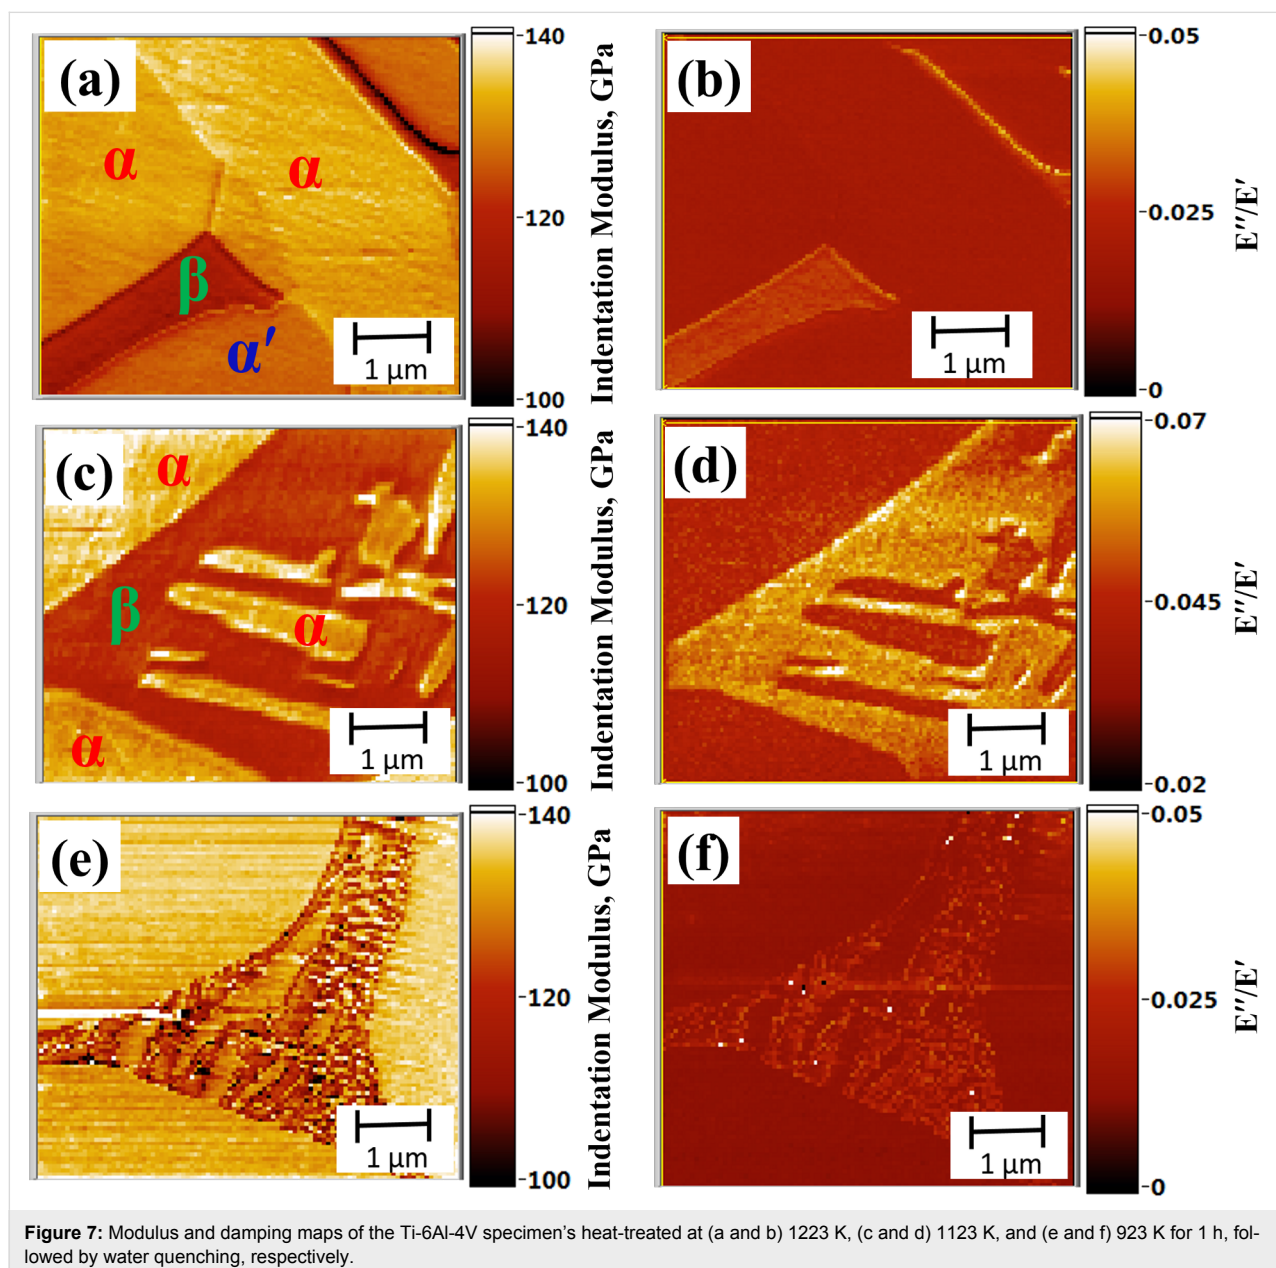 (a)
α
α
β
α′
1 µm
140
120
100
Indentation Modulus, GPa
(b)
1 µm
0.05
0.025
0
E″/E′
(c)
α
β
α
α
1 µm
140
120
100
Indentation Modulus, GPa
(d)
1 µm
0.07
0.045
0.02
E″/E′
(e)
1 µm
140
120
100
Indentation Modulus, GPa
(f)
1 µm
0.05
0.025
0
E″/E′
Figure 7: Modulus and damping maps of the Ti-6Al-4V specimen’s heat-treated at (a and b) 1223 K, (c and d) 1123 K, and (e and f) 923 K for 1 h, fol-
lowed by water quenching, respectively.